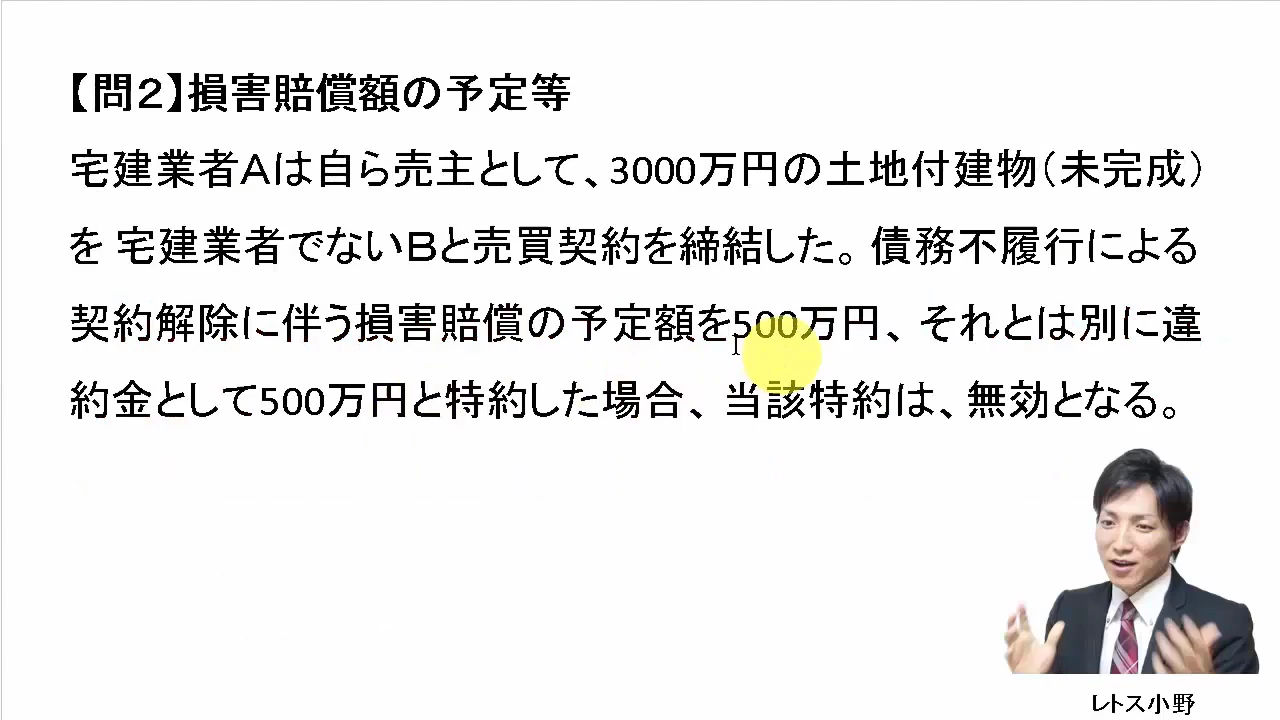 【問２】損害賠償額の予定等
宅建業者Ａは自ら売主として、3000万円の土地付建物（未完成）
を 宅建業者でないＢと売買契約を締結した。債務不履行による
契約解除に伴う損害賠償の予定額を500万円、それとは別に違
約金として500万円と特約した場合、当該特約は、無効となる。
レトス小野